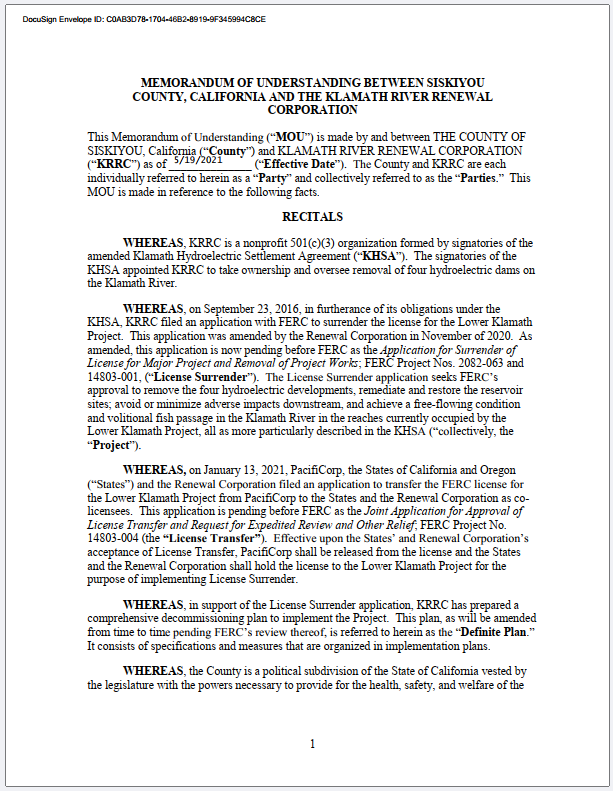 DocuSign Envelope ID: C0AB3D78-1704-46B2-8919-9F345994C8CE
MEMORANDUM OF UNDERSTANDING BETWEEN SISKIYOU
COUNTY, CALIFORNIA AND THE KLAMATH RIVER RENEWAL
CORPORATION
This Memorandum of Understanding (“MOU”) is made by and between THE COUNTY OF
SISKIYOU, California (“County”) and KLAMATH RIVER RENEWAL CORPORATION
(“KRRC”) as of 5/19/2021 (“Effective Date”). The County and KRRC are each
individually referred to herein as a “Party” and collectively referred to as the “Parties.” This
MOU is made in reference to the following facts.
RECITALS
WHEREAS, KRRC is a nonprofit 501(c)(3) organization formed by signatories of the
amended Klamath Hydroelectric Settlement Agreement (“KHSA”). The signatories of the
KHSA appointed KRRC to take ownership and oversee removal of four hydroelectric dams on
the Klamath River.
WHEREAS, on September 23, 2016, in furtherance of its obligations under the
KHSA, KRRC filed an application with FERC to surrender the license for the Lower Klamath
Project. This application was amended by the Renewal Corporation in November of 2020. As
amended, this application is now pending before FERC as the Application for Surrender of
License for Major Project and Removal of Project Works; FERC Project Nos. 2082-063 and
14803-001, (“License Surrender”). The License Surrender application seeks FERC’s
approval to remove the four hydroelectric developments, remediate and restore the reservoir
sites; avoid or minimize adverse impacts downstream, and achieve a free-flowing condition
and volitional fish passage in the Klamath River in the reaches currently occupied by the
Lower Klamath Project, all as more particularly described in the KHSA (“collectively, the
“Project”).
WHEREAS, on January 13, 2021, PacifiCorp, the States of California and Oregon
(“States”) and the Renewal Corporation filed an application to transfer the FERC license for
the Lower Klamath Project from PacifiCorp to the States and the Renewal Corporation as co-
licensees. This application is pending before FERC as the Joint Application for Approval of
License Transfer and Request for Expedited Review and Other Relief; FERC Project No.
14803-004 (the “License Transfer”). Effective upon the States’ and Renewal Corporation’s
acceptance of License Transfer, PacifiCorp shall be released from the license and the States
and the Renewal Corporation shall hold the license to the Lower Klamath Project for the
purpose of implementing License Surrender.
WHEREAS, in support of the License Surrender application, KRRC has prepared a
comprehensive decommissioning plan to implement the Project. This plan, as will be amended
from time to time pending FERC’s review thereof, is referred to herein as the “Definite Plan.”
It consists of specifications and measures that are organized in implementation plans.
WHEREAS, the County is a political subdivision of the State of California vested by
the legislature with the powers necessary to provide for the health, safety, and welfare of the
1